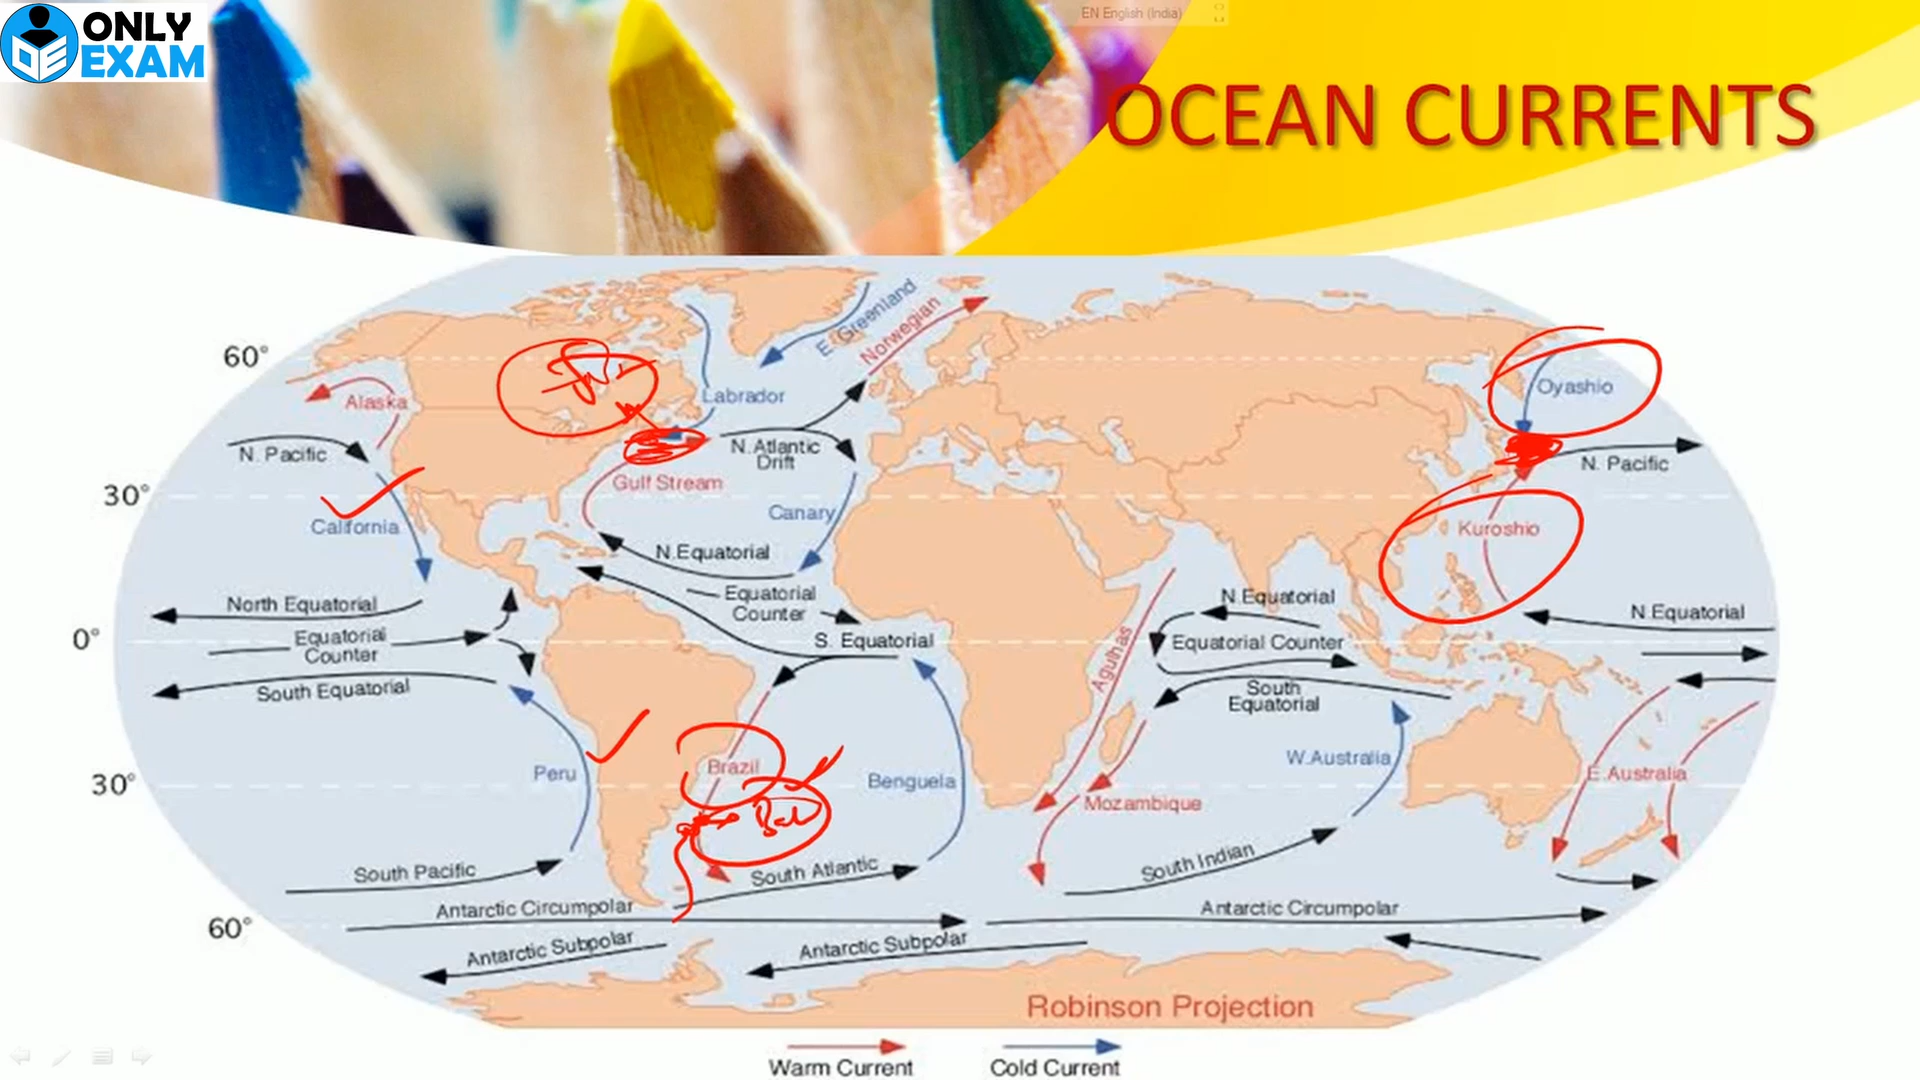 ONLY
EXAM
EN English (India)
OCEAN CURRENTS
60°
30°
0°
30°
60°
Alaska
N. Pacific
California
North Equatorial
Equatorial
Counter
South Equatorial
Peru
South Pacific
Antarctic Circumpolar
Antarctic Subpolar
Labrador
E. Greenland
Norwegian
N. Atlantic
Drift
Gulf Stream
Canary
N.Equatorial
Equatorial
Counter
S. Equatorial
Brazil
Benguela
South Atlantic
Antarctic Subpolar
Agulhas
Mozambique
N.Equatorial
Equatorial Counter
South
Equatorial
W.Australia
South Indian
Antarctic Circumpolar
Oyashio
N. Pacific
Kuroshio
N.Equatorial
E.Australia
Robinson Projection
Warm Current
Cold Current